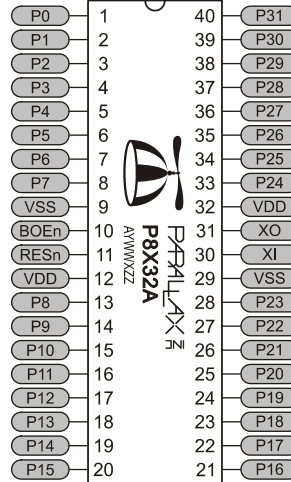 P0 1 40 P31
P1 2 39 P30
P2 3 38 P29
P3 4 37 P28
P4 5 36 P27
P5 6 35 P26
P6 7 34 P25
P7 8 33 P24
VSS 9 32 VDD
BOEn 10 31 XO
RESn 11 30 XI
VDD 12 29 VSS
P8 13 28 P23
P9 14 27 P22
P10 15 26 P21
P11 16 25 P20
P12 17 24 P19
P13 18 23 P18
P14 19 22 P17
P15 20 21 P16
PARALLAX
P8X32A
AYWWXZZ